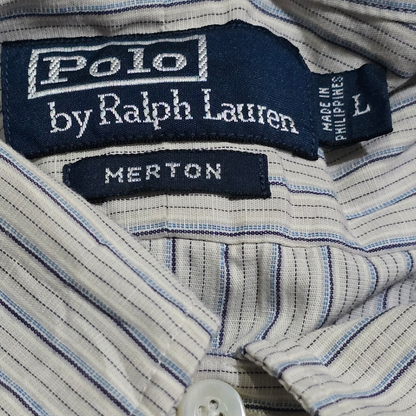 Polo
by Ralph Lauren
MADE IN
PHILIPPINES
L
MERTON